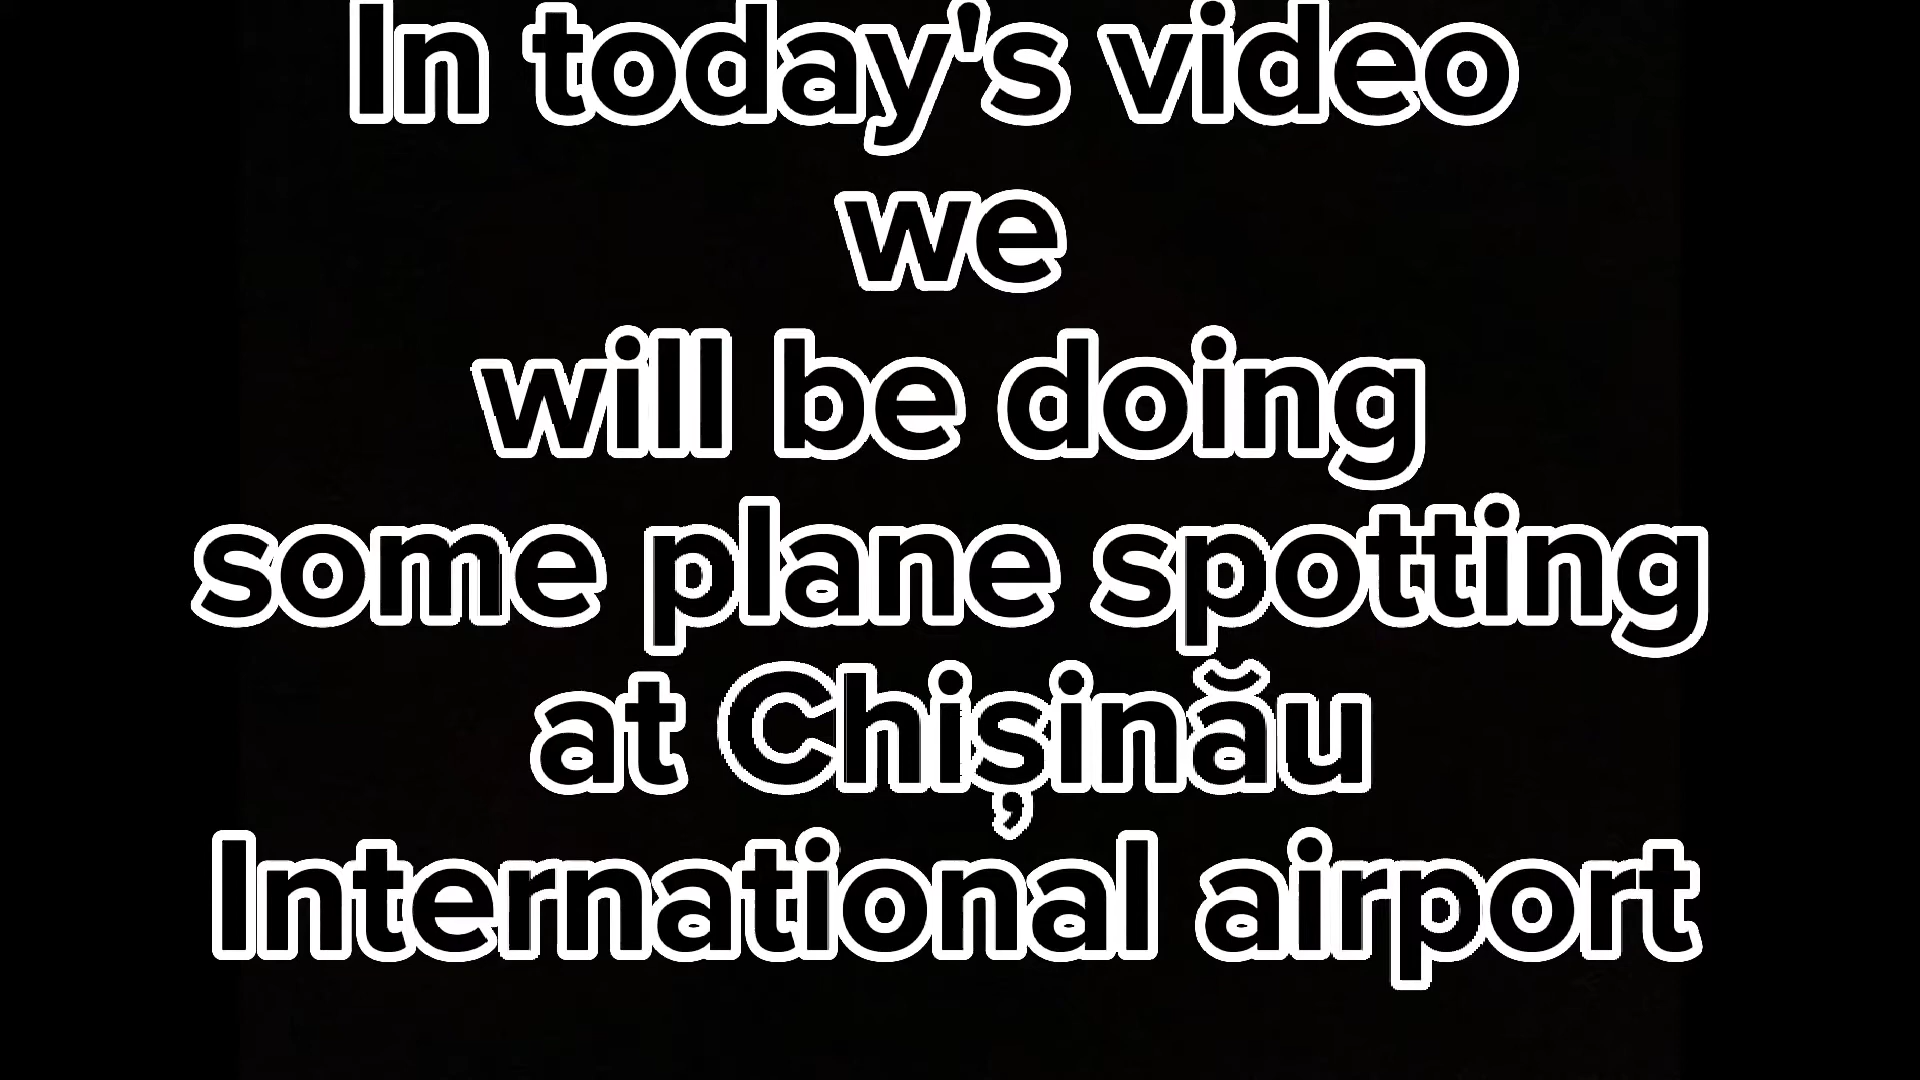 In today's video
we
will be doing
some plane spotting
at Chișinău
International airport